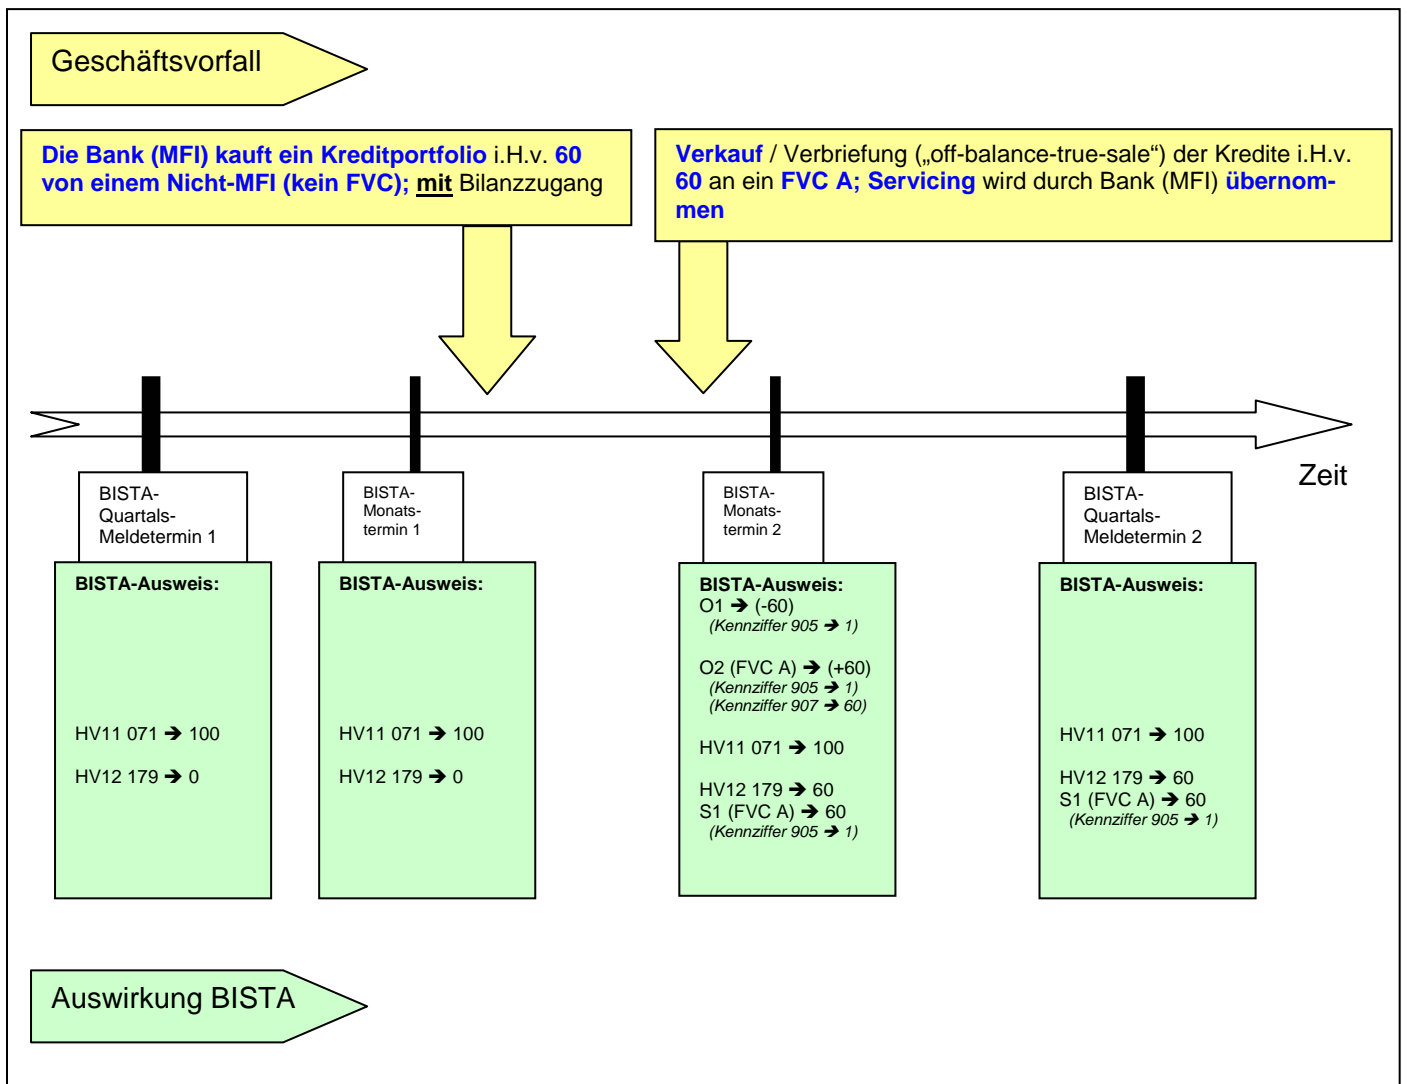 Geschäftsvorfall
Die Bank (MFI) kauft ein Kreditportfolio i.H.v. 60
von einem Nicht-MFI (kein FVC); mit Bilanzzugang
Verkauf / Verbriefung („off-balance-true-sale“) der Kredite i.H.v.
60 an ein FVC A; Servicing wird durch Bank (MFI) übernom-
men
Zeit
BISTA-
Quartals-
Meldetermin 1
BISTA-Ausweis:
HV11 071 ➔ 100
HV12 179 ➔ 0
BISTA-
Monats-
termin 1
BISTA-Ausweis:
HV11 071 ➔ 100
HV12 179 ➔ 0
BISTA-
Monats-
termin 2
BISTA-Ausweis:
O1 ➔ (-60)
(Kennziffer 905 ➔ 1)
O2 (FVC A) ➔ (+60)
(Kennziffer 905 ➔ 1)
(Kennziffer 907 ➔ 60)
HV11 071 ➔ 100
HV12 179 ➔ 60
S1 (FVC A) ➔ 60
(Kennziffer 905 ➔ 1)
BISTA-
Quartals-
Meldetermin 2
BISTA-Ausweis:
HV11 071 ➔ 100
HV12 179 ➔ 60
S1 (FVC A) ➔ 60
(Kennziffer 905 ➔ 1)
Auswirkung BISTA